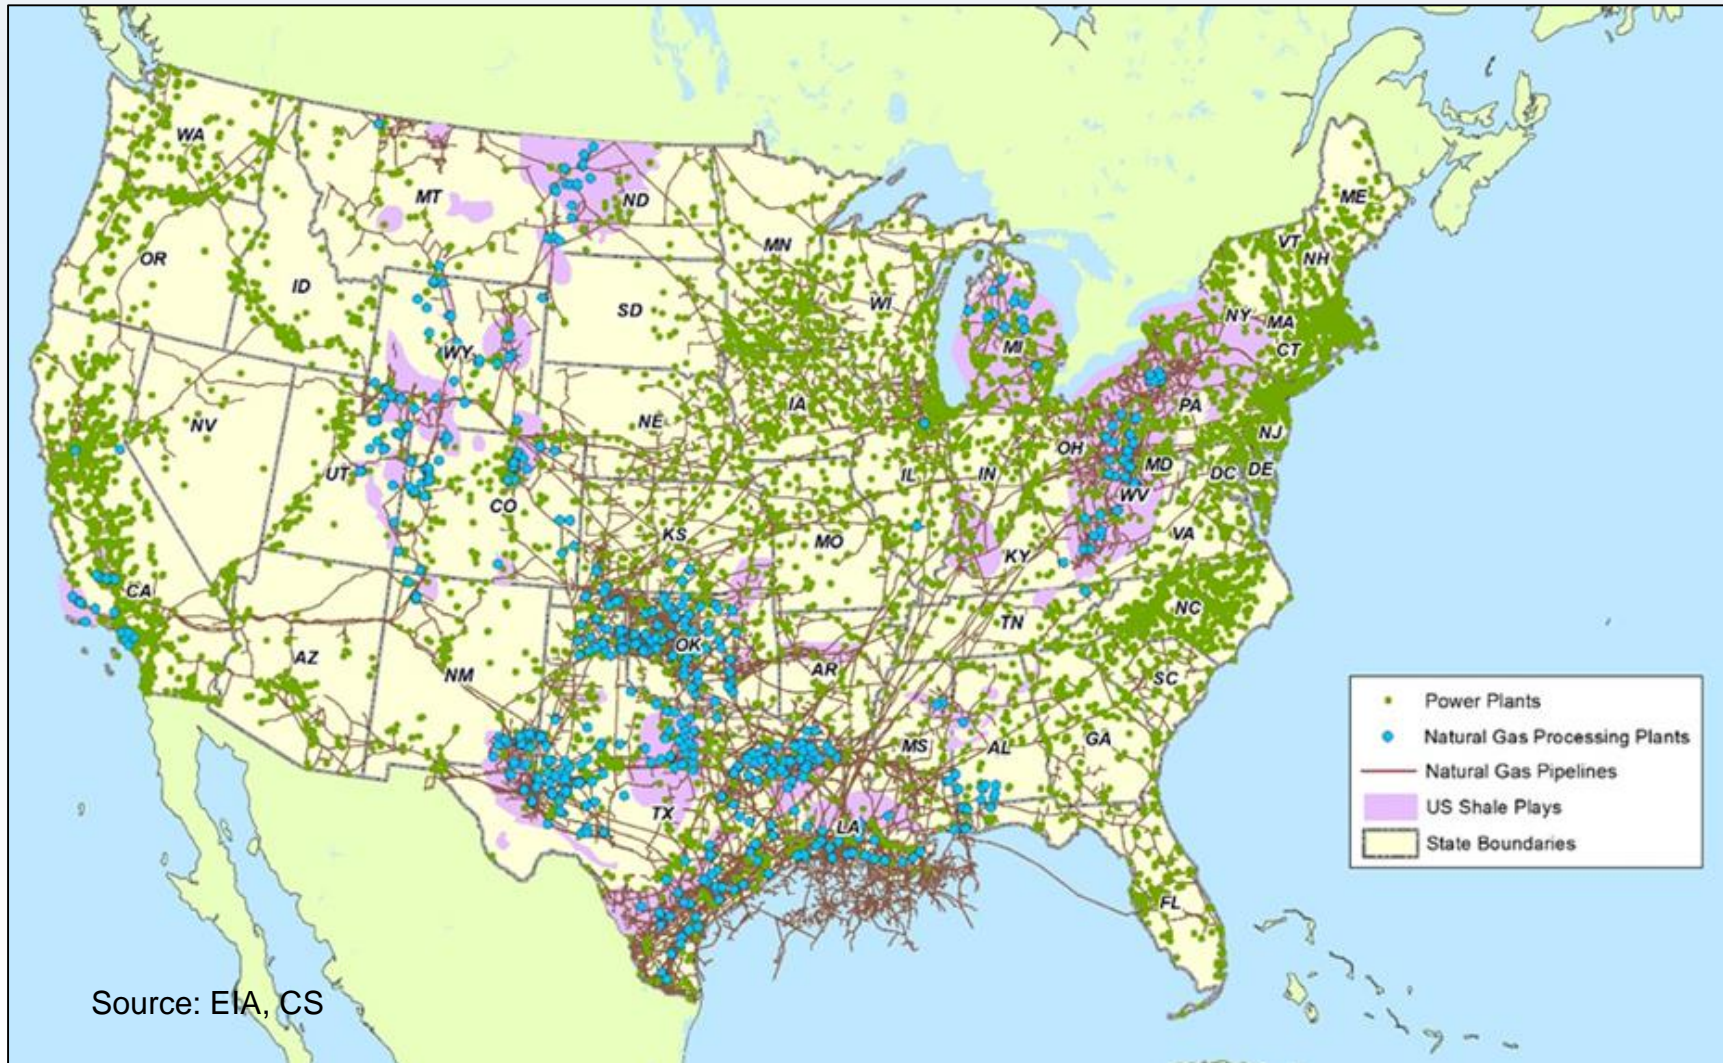 WA
MT
ND
ME
OR
ID
MN
VT
NH
SD
WI
NY
MA
MI
CT
WY
NV
NE
IA
PA
NJ
OH
UT
IL
IN
MD
DC
DE
WV
CO
KS
MO
KY
VA
CA
NC
TN
AZ
NM
OK
AR
SC
MS
AL
GA
TX
LA
FL
Power Plants
Natural Gas Processing Plants
Natural Gas Pipelines
US Shale Plays
State Boundaries
Source: EIA, CS